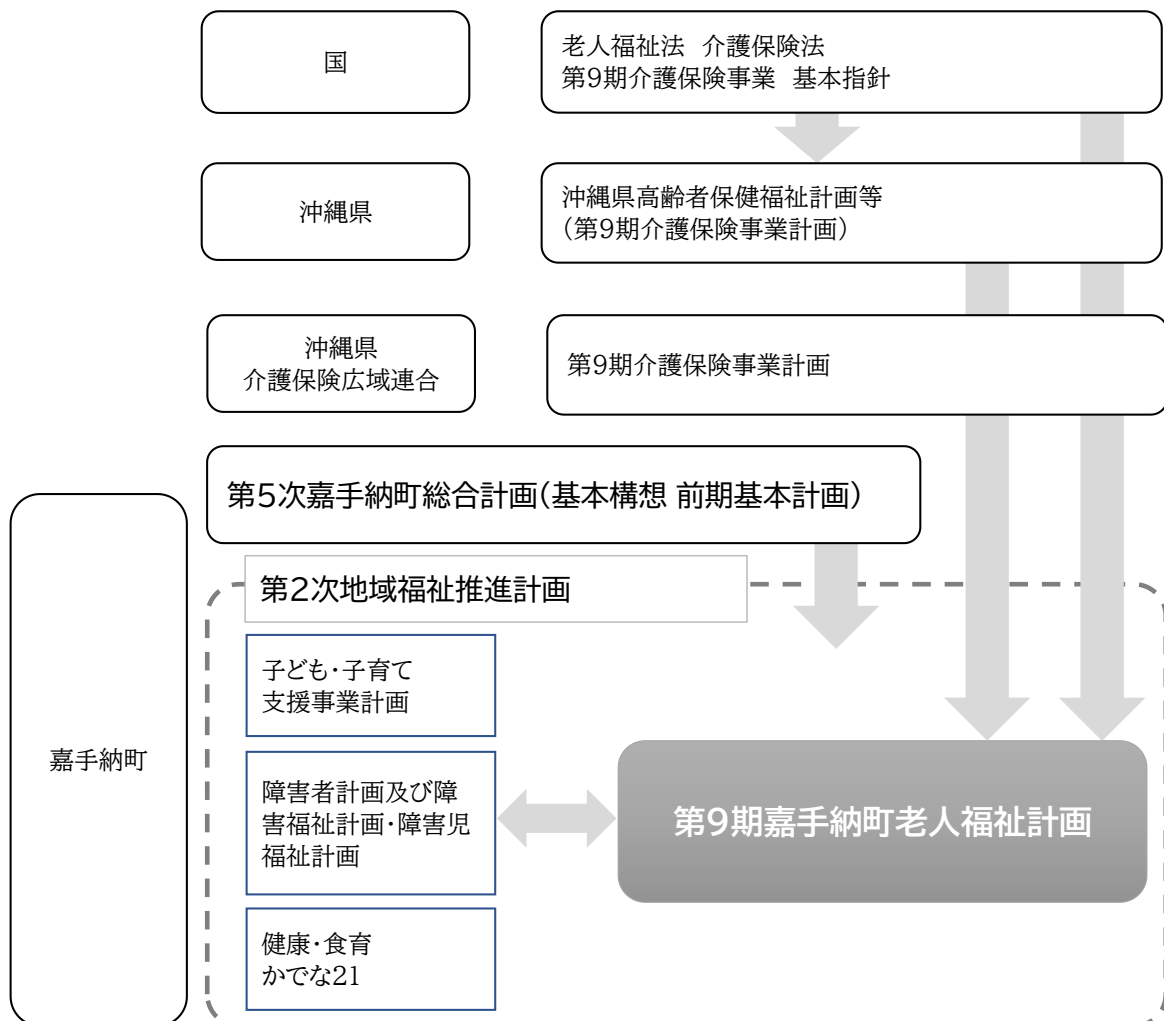 国
老人福祉法 介護保険法
第9期介護保険事業 基本指針
沖縄県
沖縄県高齢者保健福祉計画等
（第9期介護保険事業計画）
沖縄県
介護保険広域連合
第9期介護保険事業計画
第5次嘉手納町総合計画（基本構想 前期基本計画）
嘉手納町
第2次地域福祉推進計画
子ども・子育て
支援事業計画
障害者計画及び障
害福祉計画・障害児
福祉計画
第9期嘉手納町老人福祉計画
健康・食育
かでな21